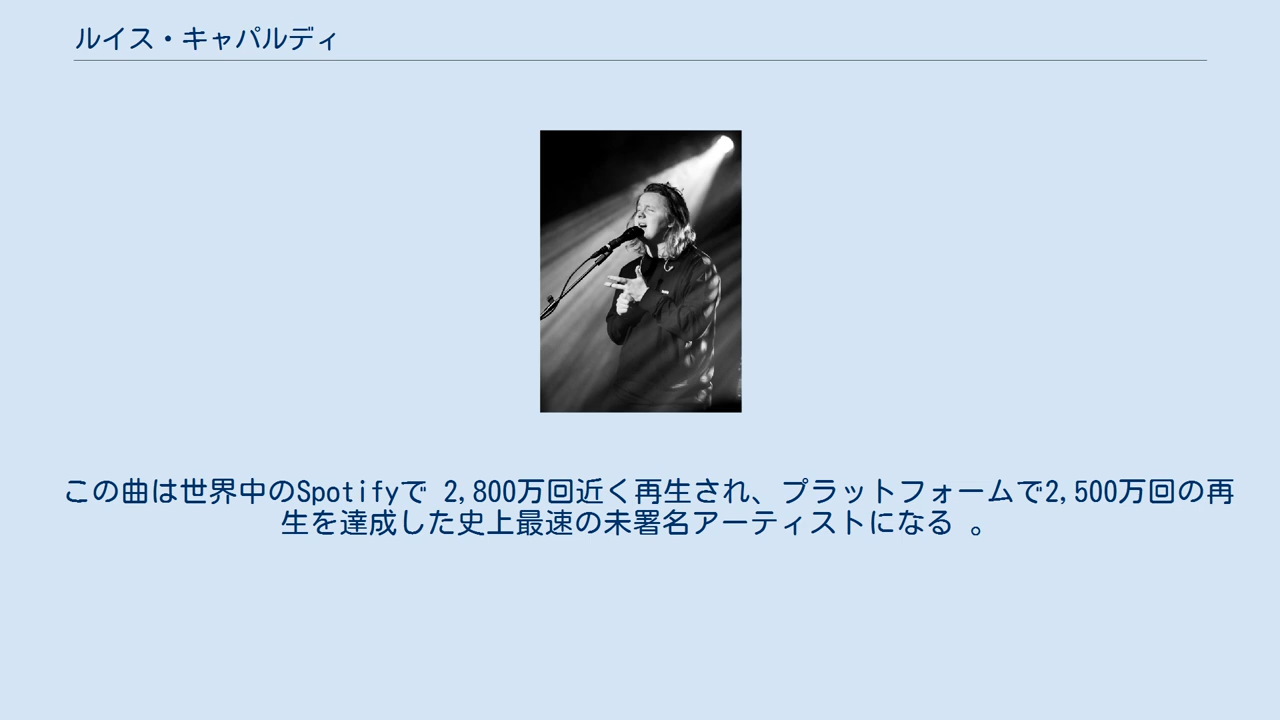 ルイス・キャパルディ
この曲は世界中のSpotifyで 2,800万回近く再生され、プラットフォームで2,500万回の再
生を達成した史上最速の未署名アーティストになる 。